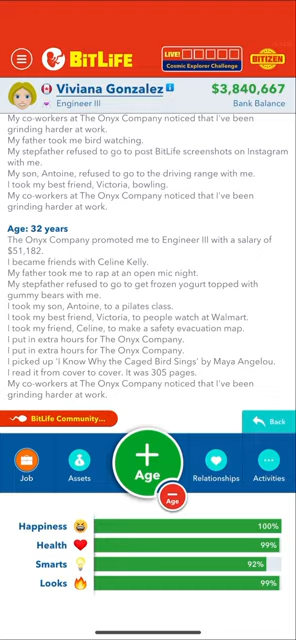 LIVE!
BitLife
Cosmic Explorer Challenge
BITIZEN
Viviana Gonzalez i
$3,840,667
Engineer III
Bank Balance
My co-workers at The Onyx Company noticed that I've been
grinding harder at work.
My father took me bird watching.
My stepfather refused to go to post BitLife screenshots on Instagram
with me.
My son, Antoine, refused to go to the driving range with me.
I took my best friend, Victoria, bowling.
My co-workers at The Onyx Company noticed that I've been
grinding harder at work.
Age: 32 years
The Onyx Company promoted me to Engineer III with a salary of
$51,182.
I became friends with Celine Kelly.
My father took me to rap at an open mic night.
My stepfather refused to go to get frozen yogurt topped with
gummy bears with me.
I took my son, Antoine, to a pilates class.
I took my best friend, Victoria, to people watch at Walmart.
I took my friend, Celine, to make a safety evacuation map.
I put in extra hours for The Onyx Company.
I put in extra hours for The Onyx Company.
I picked up 'I Know Why the Caged Bird Sings' by Maya Angelou.
I read it from cover to cover. It was 305 pages.
My co-workers at The Onyx Company noticed that I've been
grinding harder at work.
BitLife Community...
Back
Job
Assets
Age
Age
Relationships
Activities
Happiness 100%
Health 99%
Smarts 92%
Looks 99%